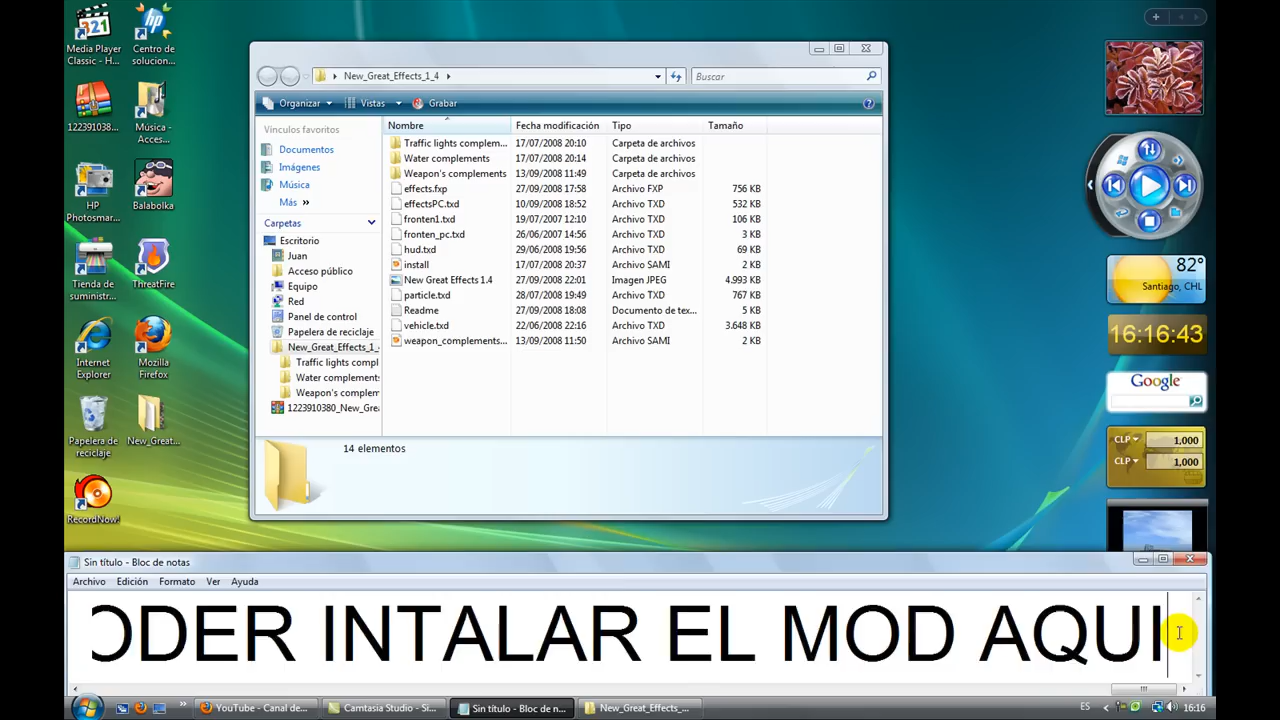 Media Player
Classic - H...
Centro de
solucion...
122391038...
Música -
Acces...
HP
Photosmar...
Balabolka
Tienda de
suministr...
ThreatFire
Internet
Explorer
Mozilla
Firefox
Papelera de
reciclaje
New_Great...
RecordNow!
New_Great_Effects_1_4
Buscar
Organizar
Vistas
Grabar
Vínculos favoritos
Documentos
Imágenes
Música
Más »
Carpetas
Escritorio
Juan
Acceso público
Equipo
Red
Panel de control
Papelera de reciclaje
New_Great_Effects_1_
Traffic lights compl
Water complements
Weapon's complem
1223910380_New_Grea
Nombre Fecha modificación Tipo Tamaño
Traffic lights complem... 17/07/2008 20:10 Carpeta de archivos
Water complements 17/07/2008 20:14 Carpeta de archivos
Weapon's complements 13/09/2008 11:49 Carpeta de archivos
effects.fxp 27/09/2008 17:58 Archivo FXP 756 KB
effectsPC.txd 10/09/2008 18:52 Archivo TXD 532 KB
fronten1.txd 19/07/2007 12:10 Archivo TXD 106 KB
fronten_pc.txd 26/06/2007 14:56 Archivo TXD 3 KB
hud.txd 29/06/2008 19:56 Archivo TXD 69 KB
install 17/07/2008 20:37 Archivo SAMI 2 KB
New Great Effects 1.4 27/09/2008 22:01 Imagen JPEG 4.993 KB
particle.txd 28/07/2008 19:49 Archivo TXD 767 KB
Readme 27/09/2008 18:08 Documento de tex... 5 KB
vehicle.txd 22/06/2008 22:16 Archivo TXD 3.648 KB
weapon_complements... 13/09/2008 11:50 Archivo SAMI 2 KB
14 elementos
82°
Santiago, CHL
16:16:43
Google
CLP 1,000
CLP 1,000
Sin título - Bloc de notas
Archivo Edición Formato Ver Ayuda
ODER INTALAR EL MOD AQUI
YouTube - Canal de...
Camtasia Studio - Si...
Sin título - Bloc de n...
New_Great_Effects_...
ES
16:16